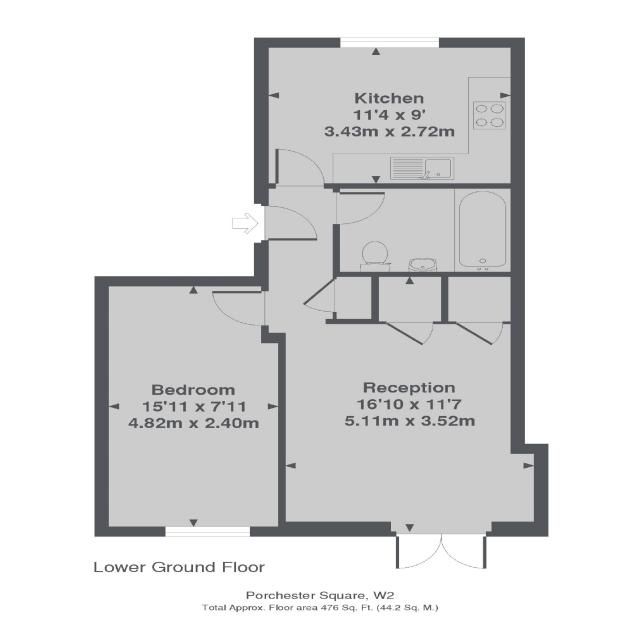 Kitchen
11'4 x 9'
3.43m x 2.72m
Bedroom
15'11 x 7'11
4.82m x 2.40m
Reception
16'10 x 11'7
5.11m x 3.52m
Lower Ground Floor
Porchester Square, W2
Total Approx. Floor area 476 Sq. Ft. (44.2 Sq. M.)